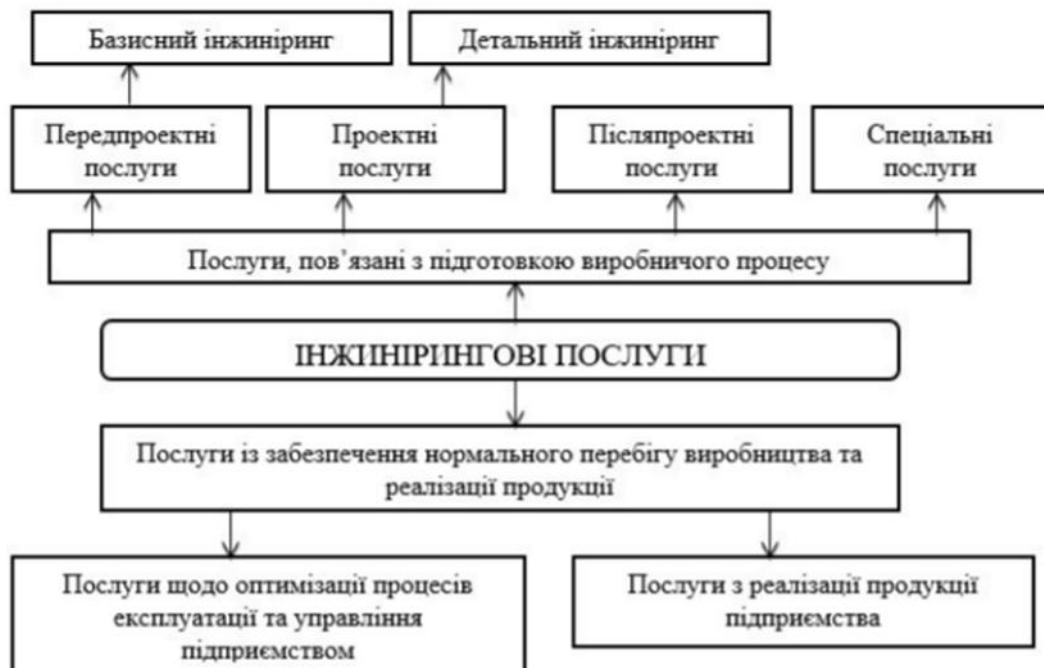 Базисний інжиніринг
Детальний інжиніринг
Передпроектні
послуги
Проектні
послуги
Післяпроектні
послуги
Спеціальні
послуги
Послуги, пов’язані з підготовкою виробничого процесу
ІНЖИНІРИНГОВІ ПОСЛУГИ
Послуги із забезпечення нормального перебігу виробництва та
реалізації продукції
Послуги щодо оптимізації процесів
експлуатації та управління
підприємством
Послуги з реалізації продукції
підприємства